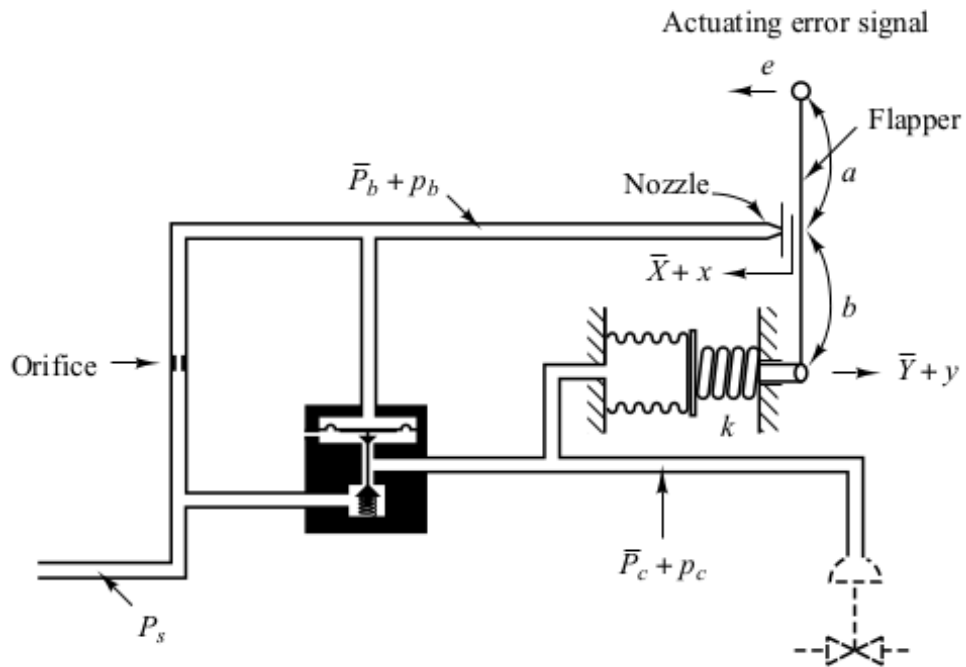 Actuating error signal
e
Flapper
a
P̅b + pb
Nozzle
X̅ + x
b
Orifice
Y̅ + y
k
P̅c + pc
Ps